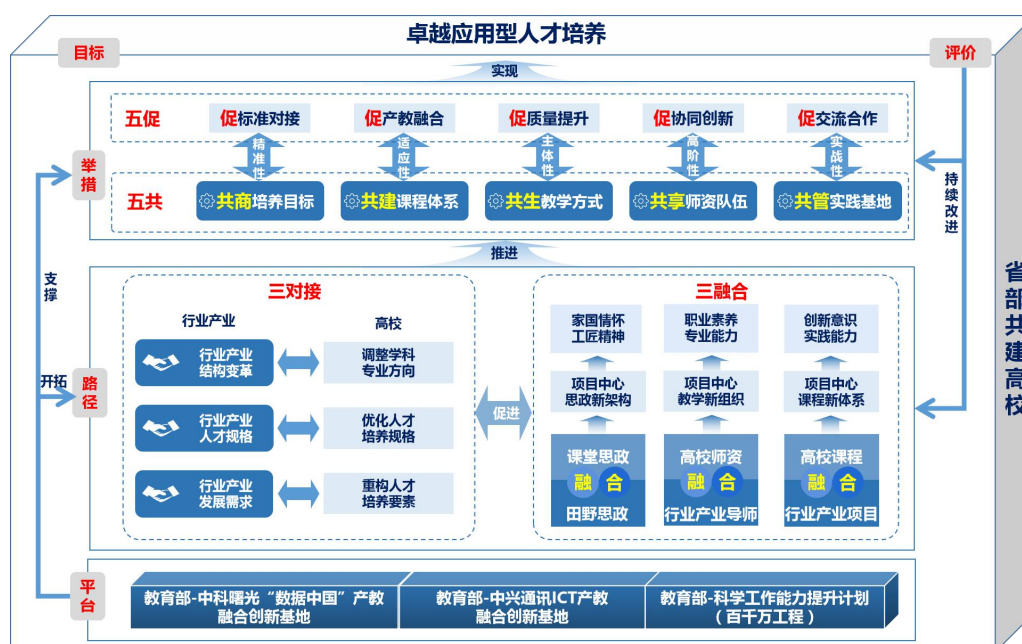 卓越应用型人才培养
目标
评价
实现
五促
促标准对接
促产教融合
促质量提升
促协同创新
促交流合作
精准性
适应性
主体性
高阶性
实战性
举措
五共
共商培养目标
共建课程体系
共生教学方式
共享师资队伍
共管实践基地
持续改进
推进
支撑
省部共建高校
三对接
行业产业
高校
行业产业
结构变革
调整学科
专业方向
行业产业
人才规格
优化人才
培养规格
行业产业
发展需求
重构人才
培养要素
开拓
路径
促进
三融合
家国情怀
工匠精神
职业素养
专业能力
创新意识
实践能力
项目中心
思政新架构
项目中心
教学新组织
项目中心
课程新体系
课堂思政
融合
田野思政
高校师资
融合
行业产业导师
高校课程
融合
行业产业项目
平台
教育部-中科曙光“数据中国”产教
融合创新基地
教育部-中兴通讯ICT产教
融合创新基地
教育部-科学工作能力提升计划
（百千万工程）